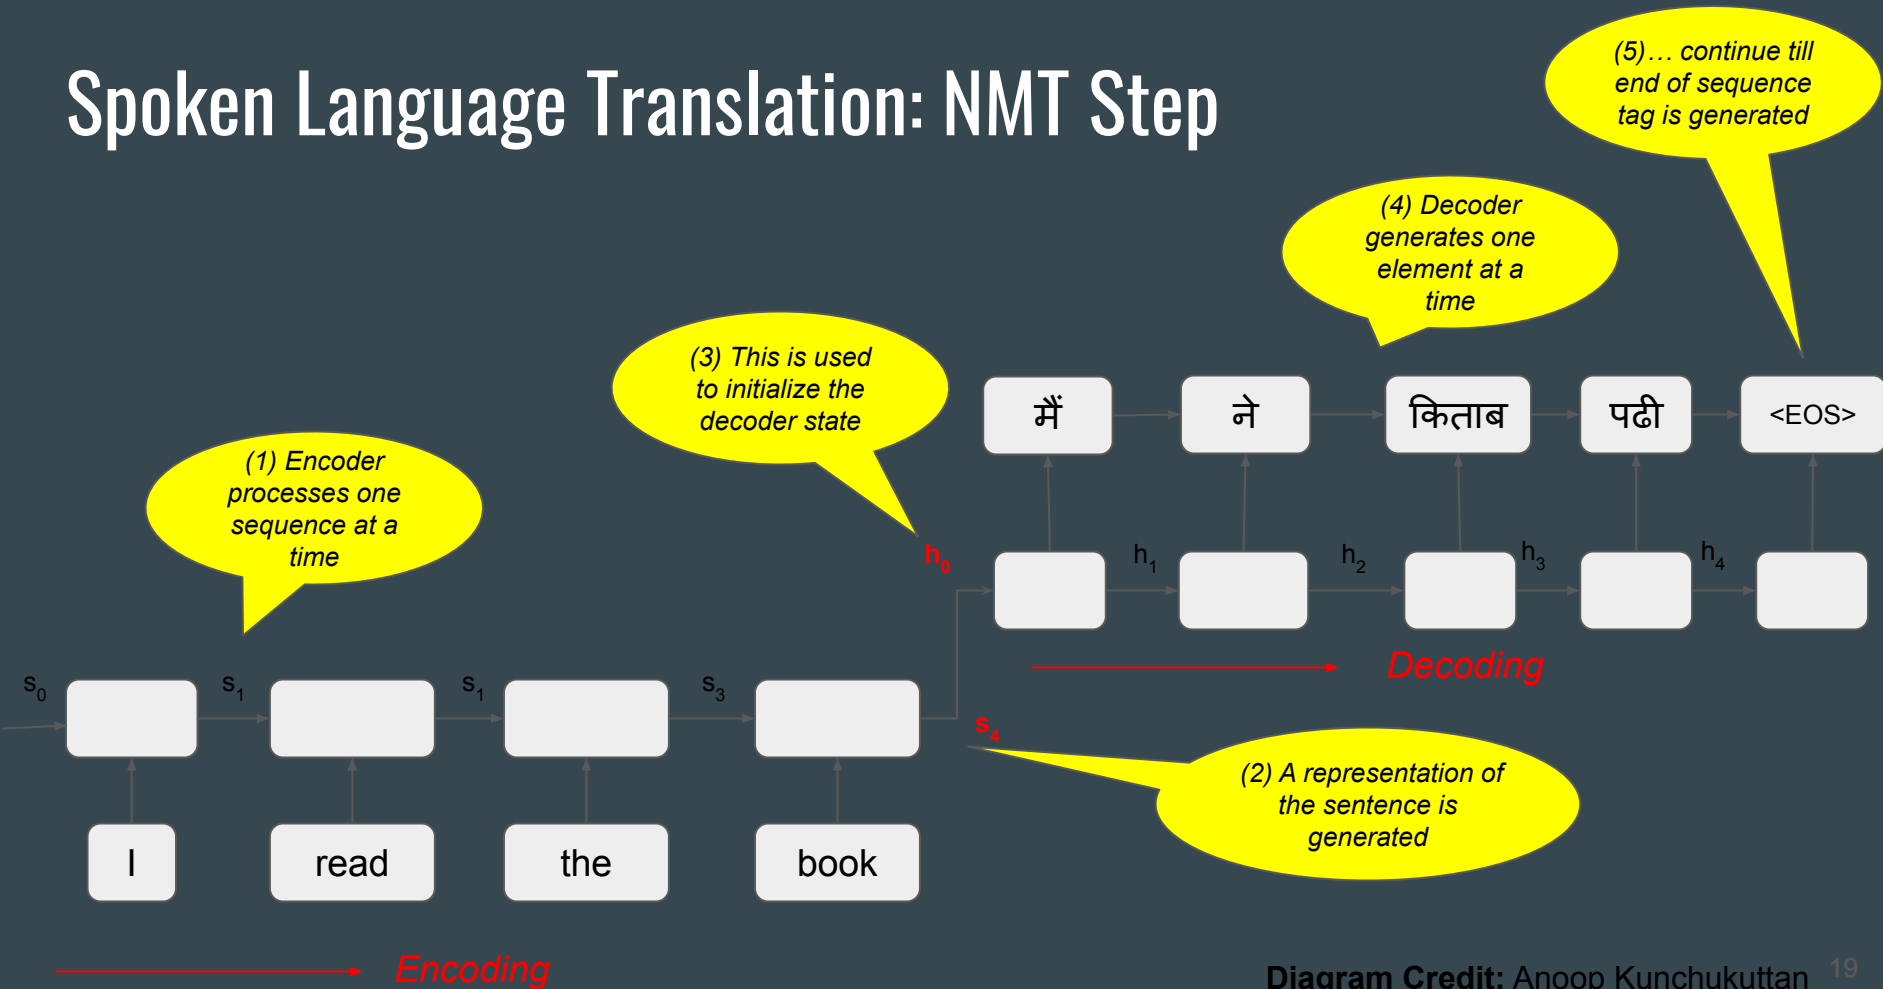 Spoken Language Translation: NMT Step
(5)… continue till
end of sequence
tag is generated
(4) Decoder
generates one
element at a
time
(3) This is used
to initialize the
decoder state
(1) Encoder
processes one
sequence at a
time
मैं ने किताब पढी <EOS>
h0 h1 h2 h3 h4
s0 s1 s1 s3 s4
Decoding
(2) A representation of
the sentence is
generated
I read the book
Encoding
Diagram Credit: Anoop Kunchukuttan
19